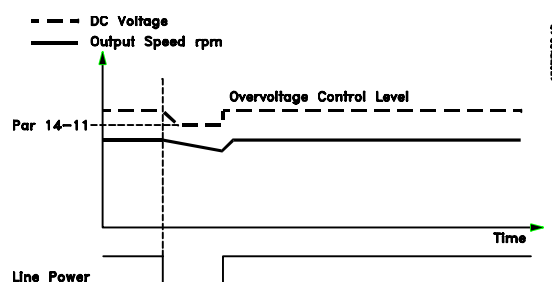 DC Voltage
Output Speed rpm
Overvoltage Control Level
Par 14-11
Time
Line Power